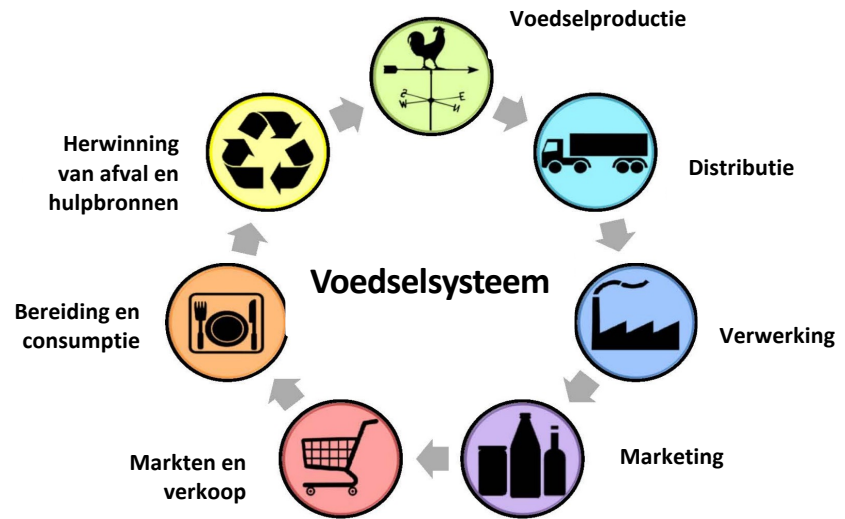 Voedselproductie
Distributie
Verwerking
Marketing
Markten en
verkoop
Bereiding en
consumptie
Herwinning
van afval en
hulpbronnen
Voedselsysteem
S
E
W
N